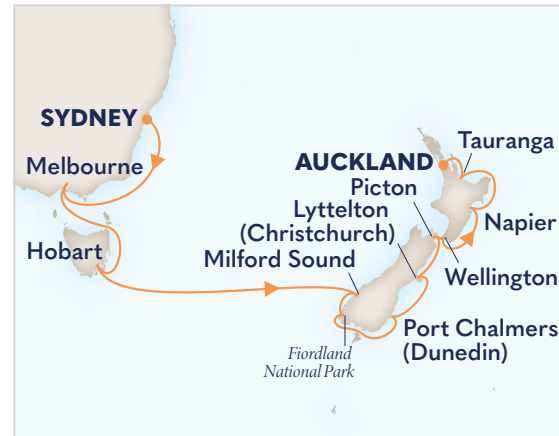 SYDNEY
Melbourne
Hobart
AUCKLAND
Tauranga
Picton
Lyttelton
(Christchurch)
Napier
Milford Sound
Wellington
Port Chalmers
(Dunedin)
Fiordland
National Park